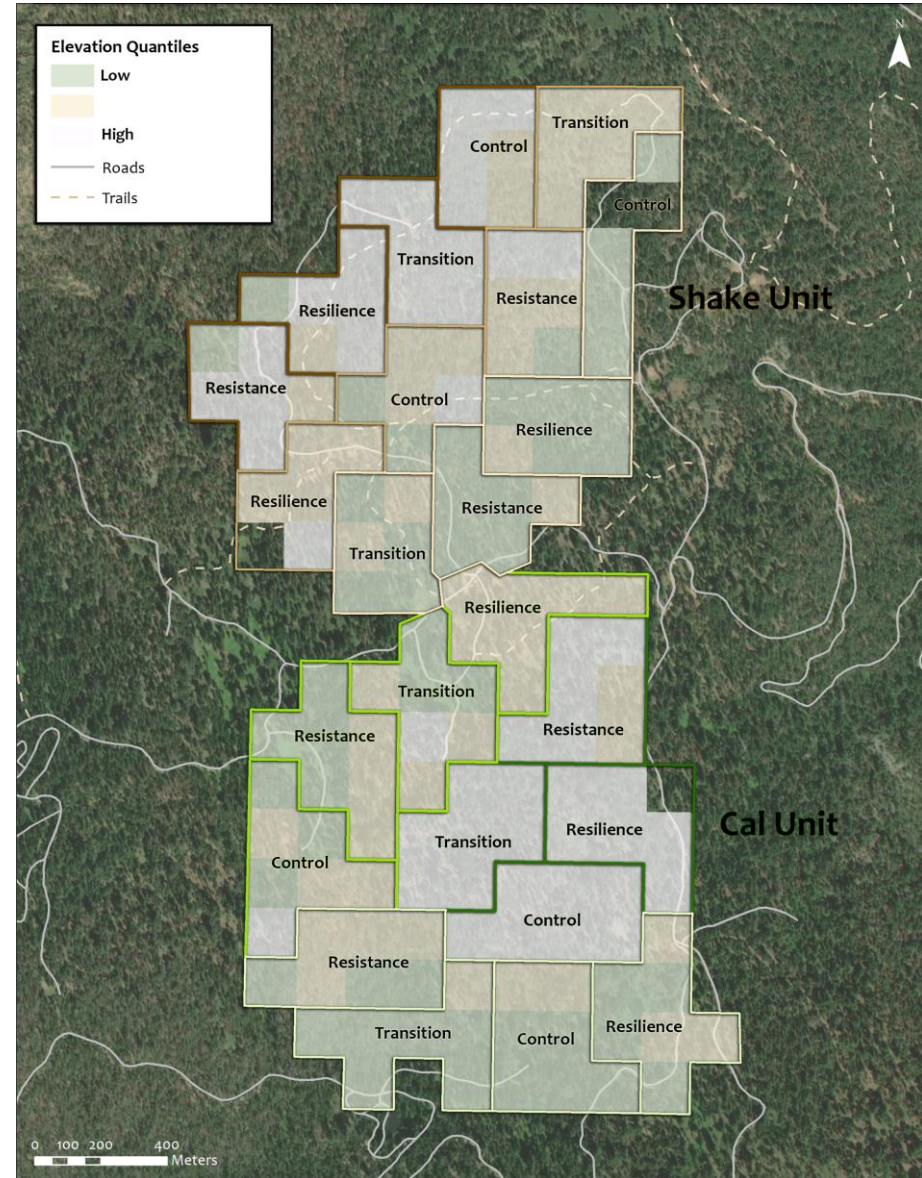 Elevation Quantiles
Low
High
Roads
Trails
N
Control
Transition
Control
Transition
Resilience
Resistance
Shake Unit
Resistance
Control
Resilience
Resilience
Resistance
Transition
Resilience
Transition
Resistance
Resistance
Cal Unit
Transition
Resilience
Control
Control
Resistance
Transition
Control
Resilience
0 100 200 400
Meters